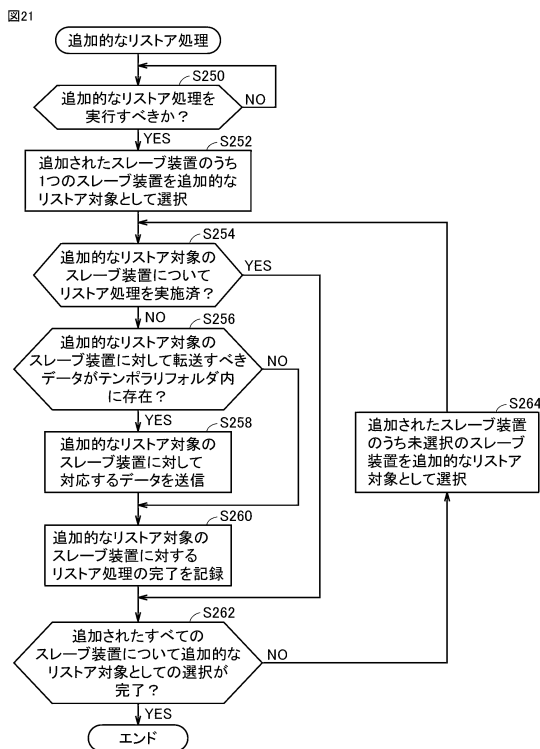 図21
追加的なリストア処理
S250
追加的なリストア処理を
実行すべきか？
NO
YES
S252
追加されたスレーブ装置のうち
1つのスレーブ装置を追加的な
リストア対象として選択
S254
追加的なリストア対象の
スレーブ装置について
リストア処理を実施済？
YES
NO
S256
追加的なリストア対象の
スレーブ装置に対して転送すべき
データがテンポラリフォルダ内
に存在？
NO
YES
S258
追加的なリストア対象の
スレーブ装置に対して
対応するデータを送信
S260
追加的なリストア対象の
スレーブ装置に対する
リストア処理の完了を記録
S262
追加されたすべての
スレーブ装置について追加的な
リストア対象としての選択が
完了？
NO
YES
S264
追加されたスレーブ装置
のうち未選択のスレーブ
装置を追加的なリストア
対象として選択
エンド